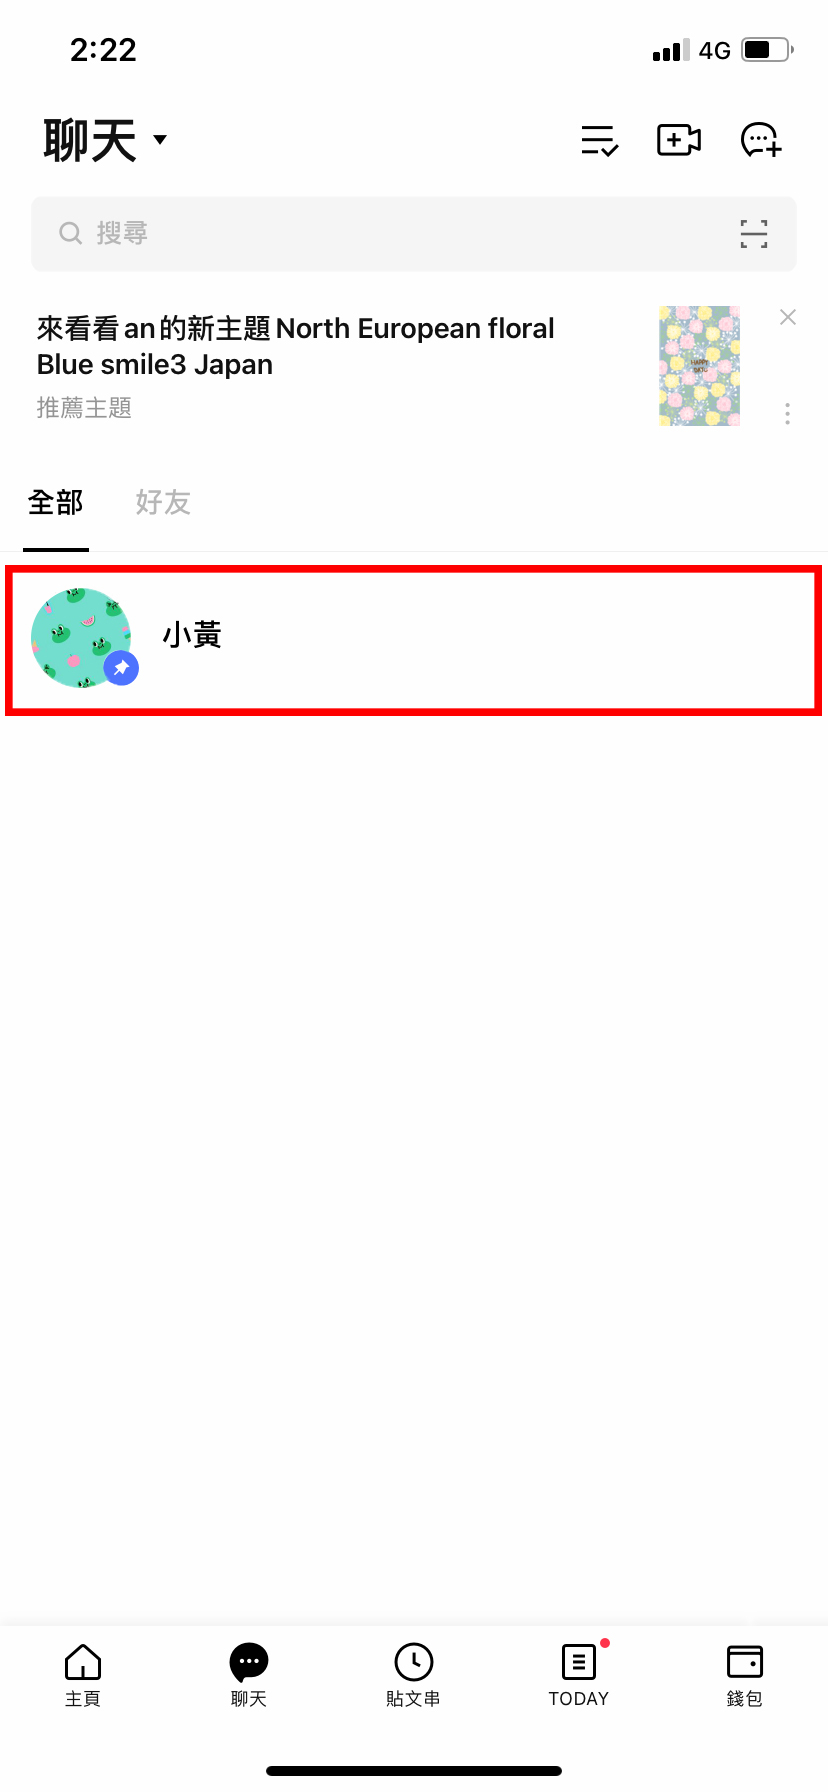 2:22
4G
聊天
搜尋
來看看an的新主題North European floral
Blue smile3 Japan
推薦主題
HAPPY
全部
好友
小黃
主頁
聊天
貼文串
TODAY
錢包